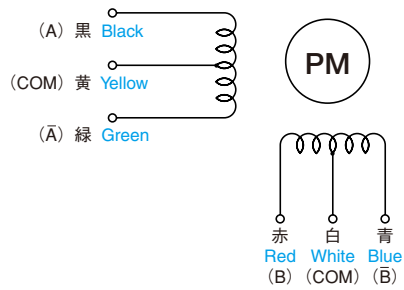 (A) 黒 Black
(COM) 黄 Yellow
(Ā) 緑 Green
PM
赤 白 青
Red White Blue
(B) (COM) (B̄)